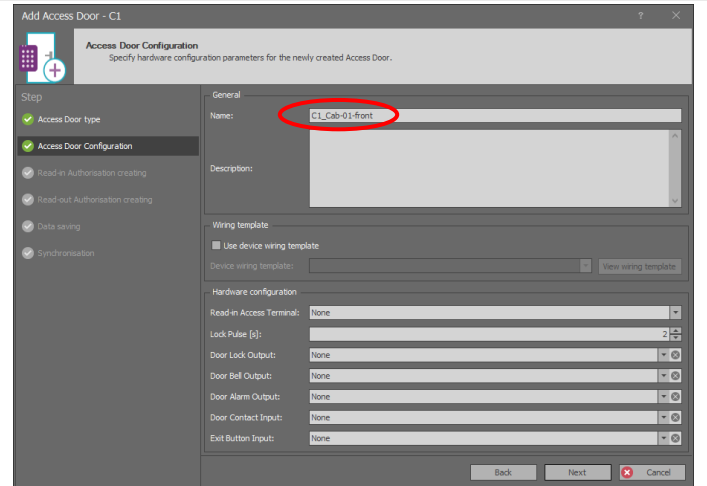 Add Access Door - C1
?
Access Door Configuration
Specify hardware configuration parameters for the newly created Access Door.
Step
Access Door type
Access Door Configuration
Read-in Authorisation creating
Read-out Authorisation creating
Data saving
Synchronisation
General
Name: C1_Cab-01-front
Description:
Wiring template
Use device wiring template
Device wiring template: View wiring template
Hardware configuration
Read-in Access Terminal: None
Lock Pulse [s]: 2
Door Lock Output: None
Door Bell Output: None
Door Alarm Output: None
Door Contact Input: None
Exit Button Input: None
Back Next Cancel